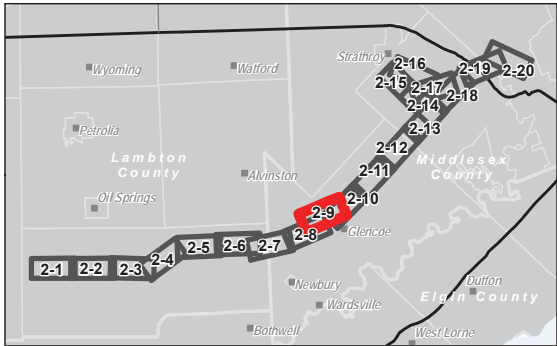 Strathroy
2-16
2-19
2-20
Wyoming
Watford
2-15
2-17
2-18
2-14
Petrolia
2-13
Lambton
County
2-12
Middlesex
County
2-11
Alvinston
Oil Springs
2-10
2-9
Glencoe
2-8
2-7
2-6
2-5
2-4
2-3
2-2
2-1
Newbury
Dutton
Elgin County
Wardsville
Bothwell
West Lorne